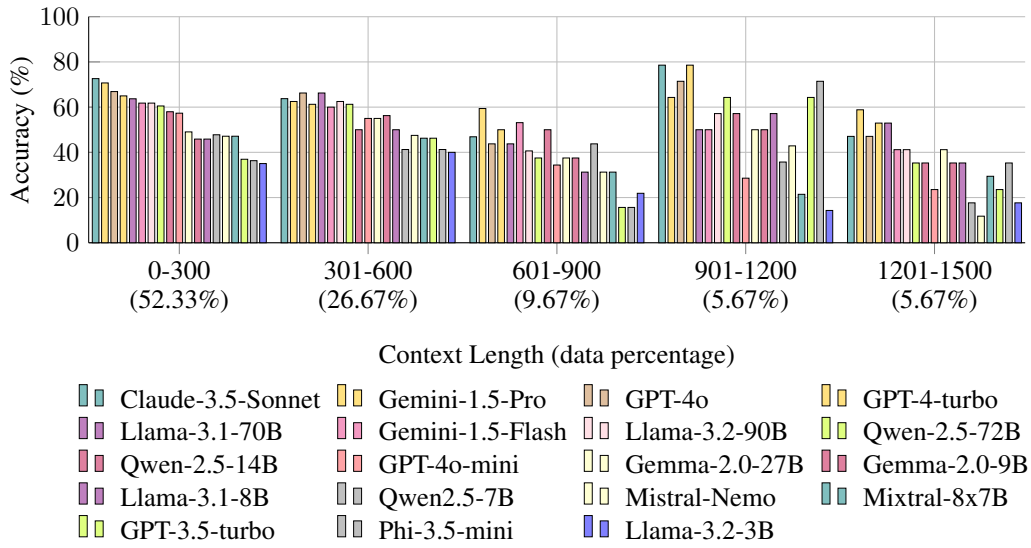 100
80
60
40
20
0
Accuracy (%)
0-300 301-600 601-900 901-1200 1201-1500
(52.33%) (26.67%) (9.67%) (5.67%) (5.67%)
Context Length (data percentage)
Claude-3.5-Sonnet Gemini-1.5-Pro GPT-4o GPT-4-turbo
Llama-3.1-70B Gemini-1.5-Flash Llama-3.2-90B Qwen-2.5-72B
Qwen-2.5-14B GPT-4o-mini Gemma-2.0-27B Gemma-2.0-9B
Llama-3.1-8B Qwen2.5-7B Mistral-Nemo Mixtral-8x7B
GPT-3.5-turbo Phi-3.5-mini Llama-3.2-3B